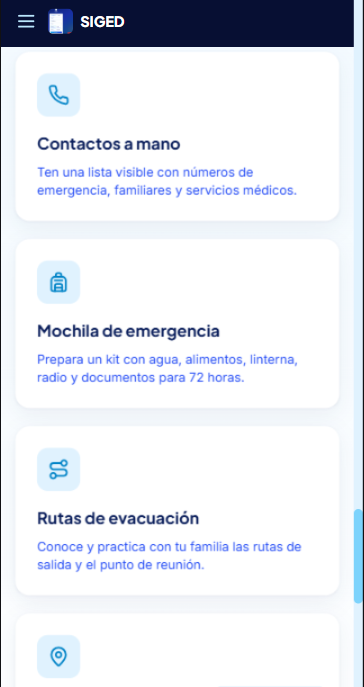 SIGED
Contactos a mano
Ten una lista visible con números de
emergencia, familiares y servicios médicos.
Mochila de emergencia
Prepara un kit con agua, alimentos, linterna,
radio y documentos para 72 horas.
Rutas de evacuación
Conoce y practica con tu familia las rutas de
salida y el punto de reunión.